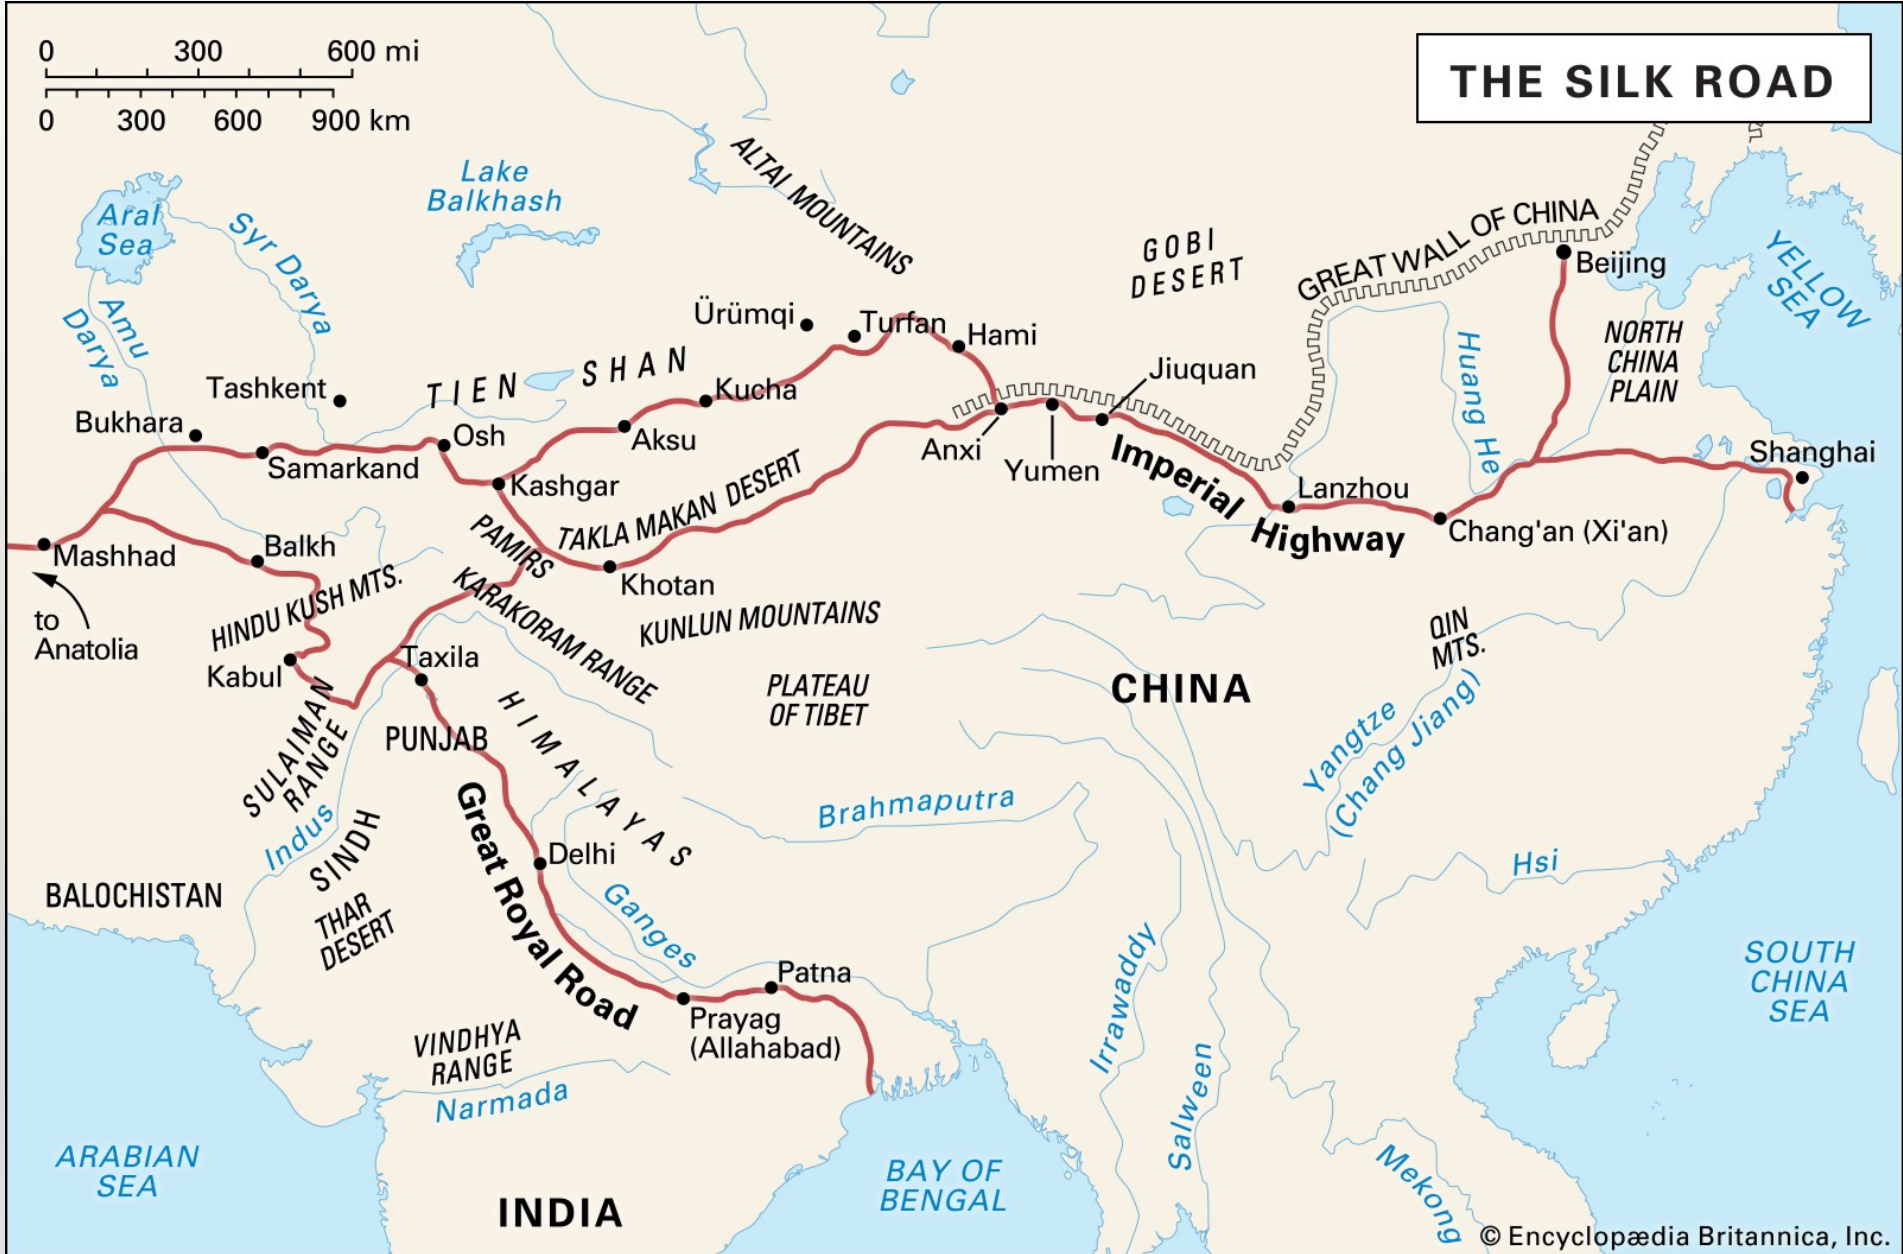 0 300 600 mi
0 300 600 900 km
THE SILK ROAD
Lake
Balkhash
ALTAI MOUNTAINS
Aral
Sea
Syr Darya
GOBI
DESERT
GREAT WALL OF CHINA
Beijing
YELLOW
SEA
Amu
Darya
Ürümqi
Turfan
Hami
NORTH
CHINA
PLAIN
Huang He
Jiuquan
TIEN SHAN
Tashkent
Kucha
Bukhara
Osh
Aksu
Anxi
Yumen
Samarkand
Kashgar
Imperial
Highway
Lanzhou
Shanghai
Chang'an (Xi'an)
TAKLA MAKAN DESERT
PAMIRS
Mashhad
Balkh
Khotan
to
Anatolia
HINDU KUSH MTS.
KARAKORAM RANGE
KUNLUN MOUNTAINS
QIN
MTS.
Kabul
Taxila
PLATEAU
OF TIBET
CHINA
SULAIMAN
RANGE
PUNJAB
HIMALAYAS
Yangtze
(Chang Jiang)
Indus
SINDH
Great Royal Road
Brahmaputra
Delhi
Hsi
BALOCHISTAN
THAR
DESERT
Ganges
Patna
Prayag
(Allahabad)
Irrawaddy
SOUTH
CHINA
SEA
VINDHYA
RANGE
Narmada
Salween
ARABIAN
SEA
BAY OF
BENGAL
Mekong
INDIA
© Encyclopædia Britannica, Inc.